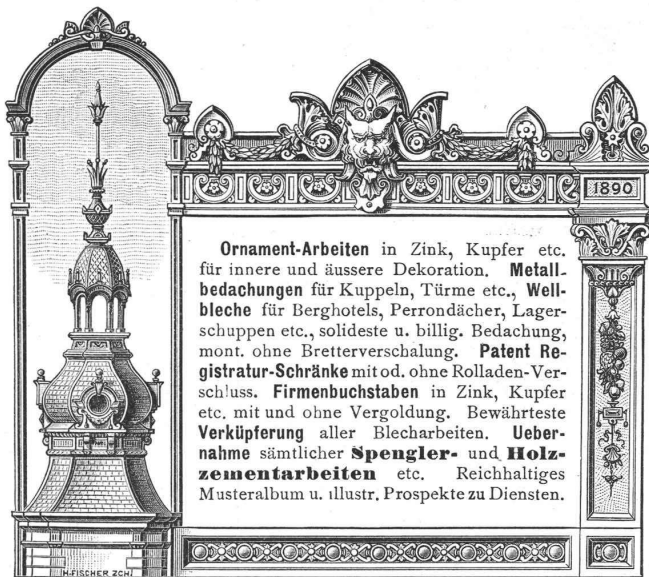 1890
Ornament-Arbeiten in Zink, Kupfer etc.
für innere und äussere Dekoration. Metall-
bedachungen für Kuppeln, Türme etc., Well-
bleche für Berghotels, Perrondächer, Lager-
schuppen etc., solideste u. billig. Bedachung,
mont. ohne Bretterverschalung. Patent Re-
gistratur-Schränke mit od. ohne Rolladen-Ver-
schluss. Firmenbuchstaben in Zink, Kupfer
etc. mit und ohne Vergoldung. Bewährteste
Verküpferung aller Blecharbeiten. Ueber-
nahme sämtlicher Spengler- und Holz-
zementarbeiten etc. Reichhaltiges
Musteralbum u. illustr. Prospekte zu Diensten.
H.FISCHER ZCH.